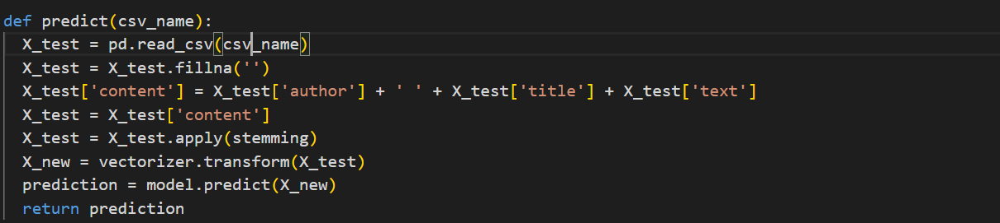 def predict(csv_name):
  X_test = pd.read_csv(csv_name)
  X_test = X_test.fillna('')
  X_test['content'] = X_test['author'] + ' ' + X_test['title'] + X_test['text']
  X_test = X_test['content']
  X_test = X_test.apply(stemming)
  X_new = vectorizer.transform(X_test)
  prediction = model.predict(X_new)
  return prediction